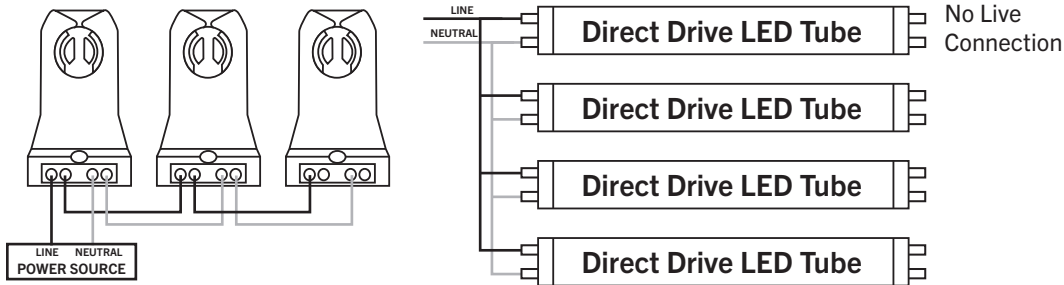 LINE NEUTRAL
POWER SOURCE
LINE
NEUTRAL
Direct Drive LED Tube
No Live
Connection
Direct Drive LED Tube
Direct Drive LED Tube
Direct Drive LED Tube